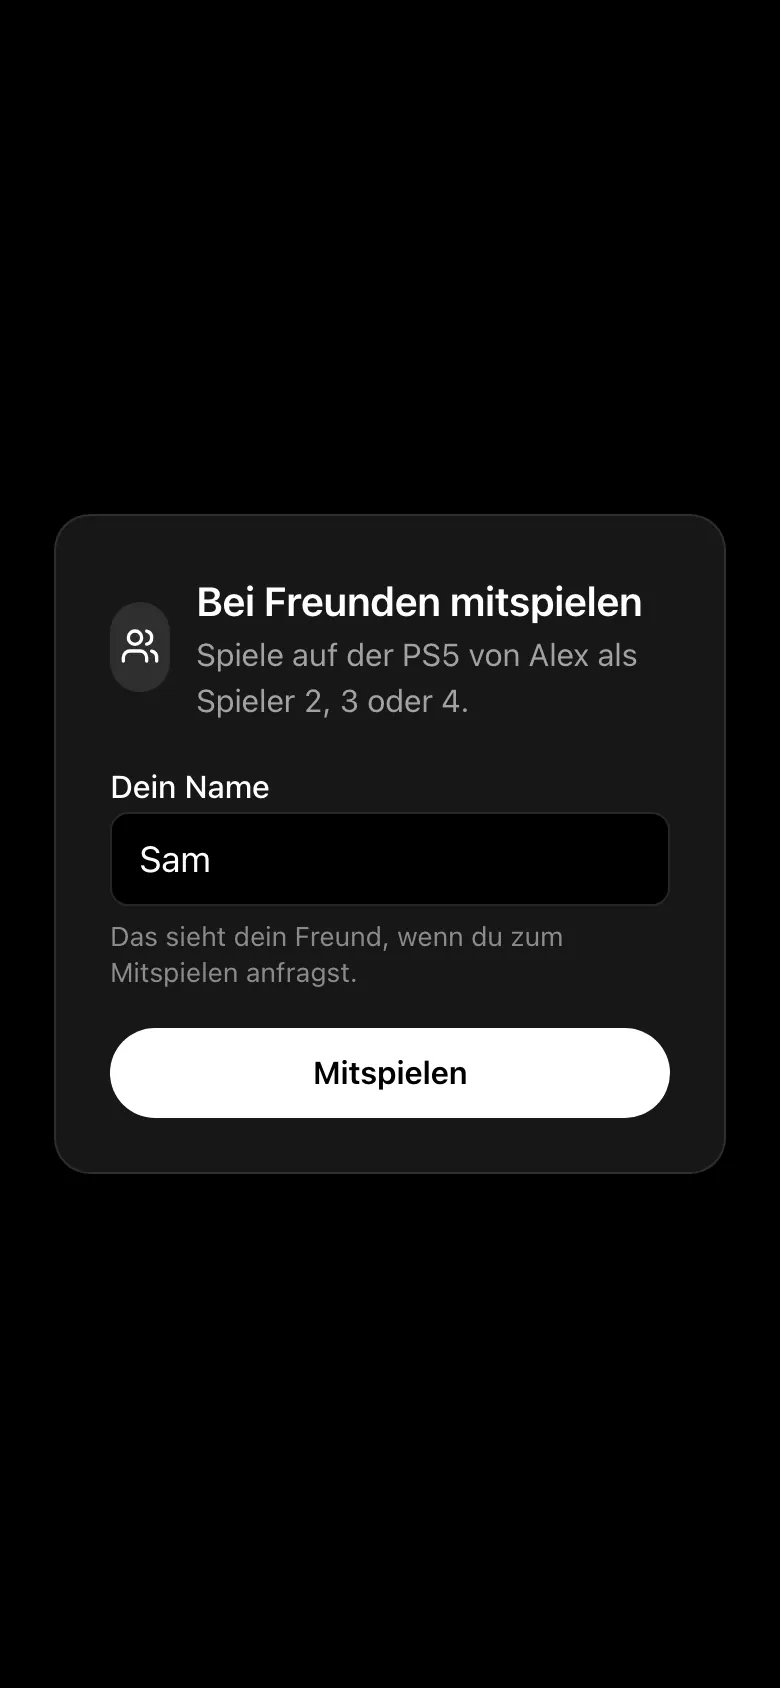 Bei Freunden mitspielen
Spiele auf der PS5 von Alex als
Spieler 2, 3 oder 4.
Dein Name
Sam
Das sieht dein Freund, wenn du zum
Mitspielen anfragst.
Mitspielen